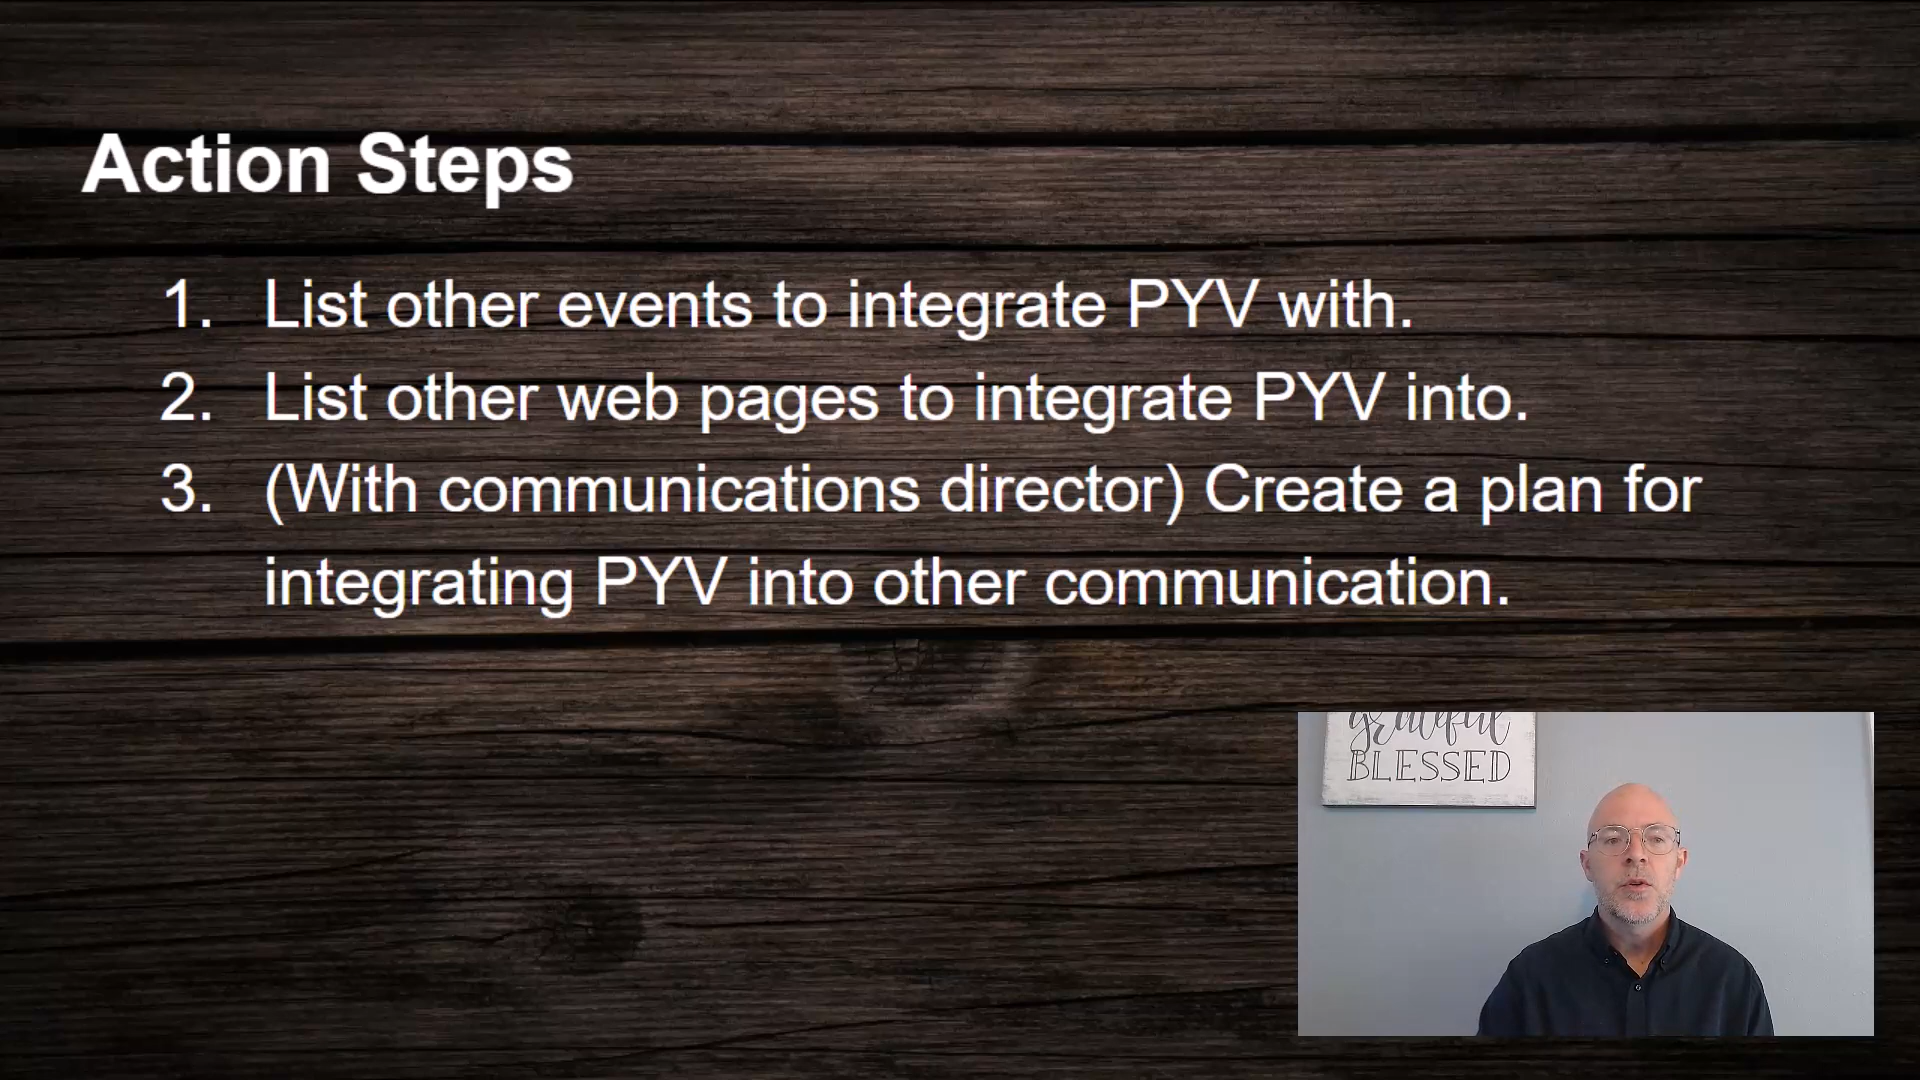 Action Steps
1. List other events to integrate PYV with.
2. List other web pages to integrate PYV into.
3. (With communications director) Create a plan for
integrating PYV into other communication.
grateful
BLESSED